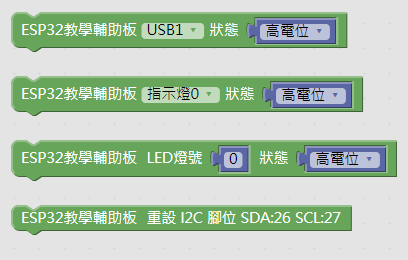 ESP32教學輔助板 USB1 狀態 高電位
ESP32教學輔助板 指示燈0 狀態 高電位
ESP32教學輔助板 LED燈號 0 狀態 高電位
ESP32教學輔助板 重設 I2C 腳位 SDA:26 SCL:27